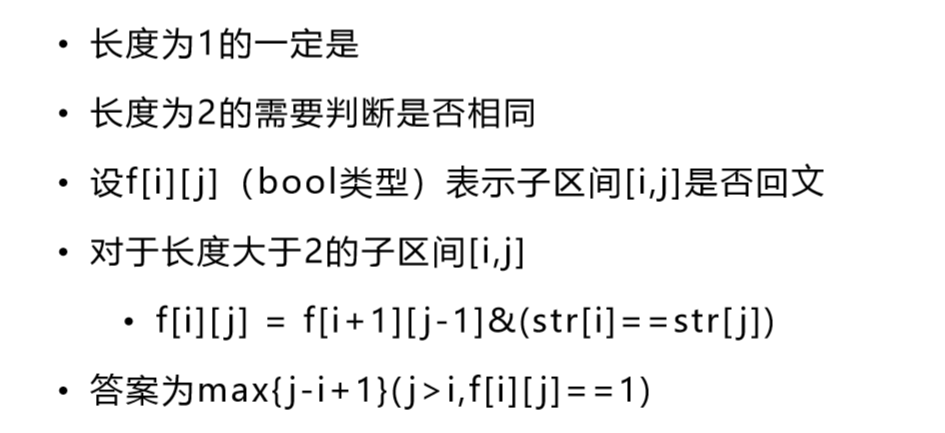 • 长度为1的一定是
• 长度为2的需要判断是否相同
• 设f[i][j]（bool类型）表示子区间[i,j]是否回文
• 对于长度大于2的子区间[i,j]
• f[i][j] = f[i+1][j-1]&(str[i]==str[j])
• 答案为max{j-i+1}(j>i,f[i][j]==1)